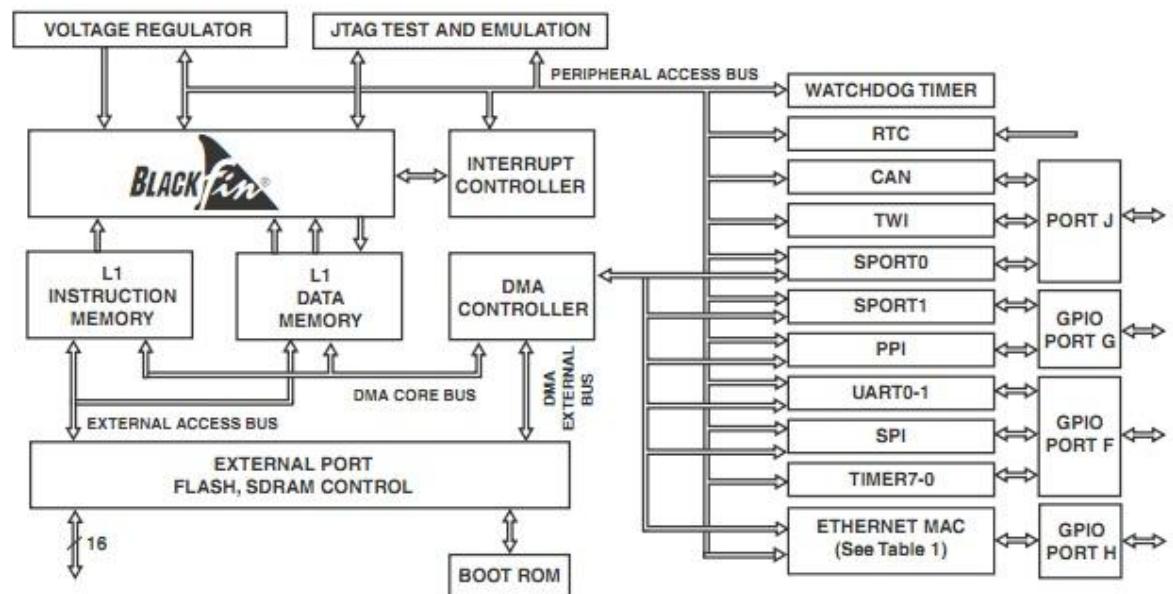 VOLTAGE REGULATOR
JTAG TEST AND EMULATION
PERIPHERAL ACCESS BUS
WATCHDOG TIMER
RTC
BLACKfin®
INTERRUPT
CONTROLLER
CAN
TWI
PORT J
SPORT0
L1
INSTRUCTION
MEMORY
L1
DATA
MEMORY
DMA
CONTROLLER
SPORT1
PPI
GPIO
PORT G
DMA CORE BUS
DMA
EXTERNAL
BUS
EXTERNAL ACCESS BUS
UART0-1
SPI
TIMER7-0
GPIO
PORT F
EXTERNAL PORT
FLASH, SDRAM CONTROL
16
BOOT ROM
ETHERNET MAC
(See Table 1)
GPIO
PORT H